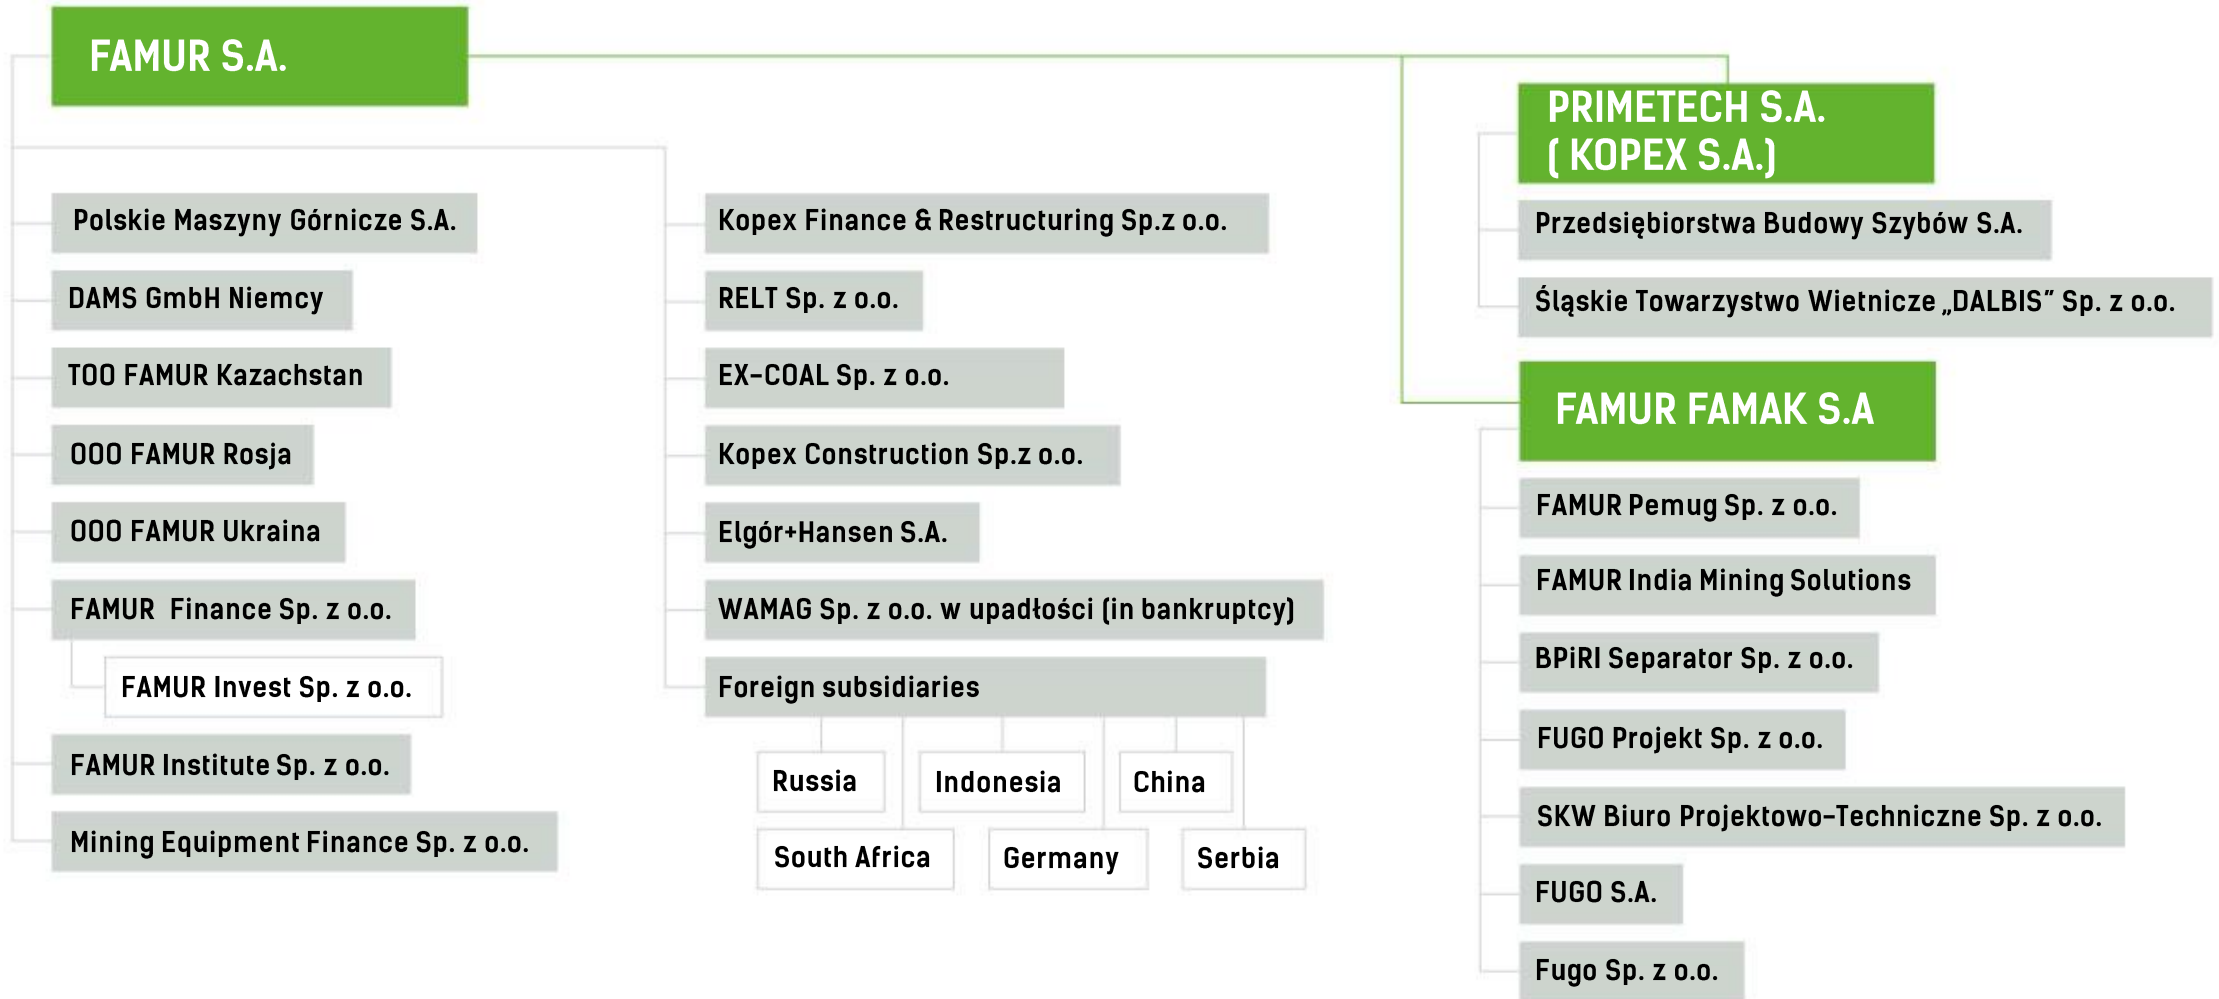 FAMUR S.A.
Polskie Maszyny Górnicze S.A.
DAMS GmbH Niemcy
TOO FAMUR Kazachstan
OOO FAMUR Rosja
OOO FAMUR Ukraina
FAMUR Finance Sp. z o.o.
FAMUR Invest Sp. z o.o.
FAMUR Institute Sp. z o.o.
Mining Equipment Finance Sp. z o.o.
Kopex Finance & Restructuring Sp.z o.o.
RELT Sp. z o.o.
EX-COAL Sp. z o.o.
Kopex Construction Sp.z o.o.
Elgór+Hansen S.A.
WAMAG Sp. z o.o. w upadłości (in bankruptcy)
Foreign subsidiaries
Russia
Indonesia
China
South Africa
Germany
Serbia
PRIMETECH S.A.
( KOPEX S.A.)
Przedsiębiorstwa Budowy Szybów S.A.
Śląskie Towarzystwo Wietnicze „DALBIS” Sp. z o.o.
FAMUR FAMAK S.A
FAMUR Pemug Sp. z o.o.
FAMUR India Mining Solutions
BPiRI Separator Sp. z o.o.
FUGO Projekt Sp. z o.o.
SKW Biuro Projektowo-Techniczne Sp. z o.o.
FUGO S.A.
Fugo Sp. z o.o.